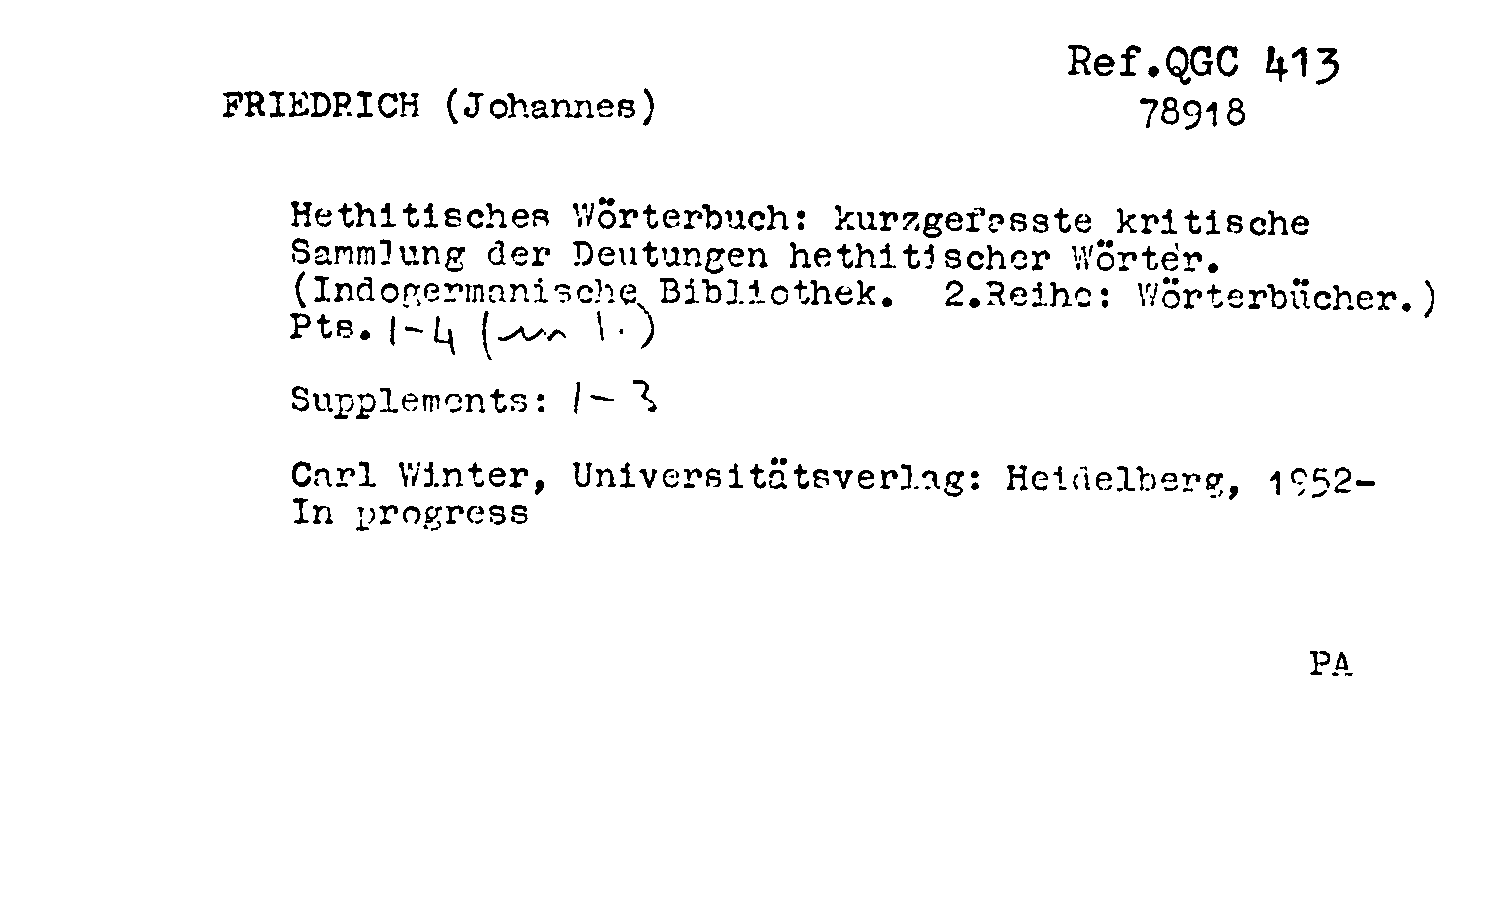 Ref.QGC 413
FRIEDRICH (Johannes)
78918
Hethitisches Wörterbuch: kurzgefasste kritische
Sammlung der Deutungen hethitischer Wörter.
(Indogermanische Bibliothek. 2.Reihe: Wörterbücher.)
Pts. 1-4 (in 1.)
Supplements: 1-3
Carl Winter, Universitätsverlag: Heidelberg, 1952-
In progress
PA